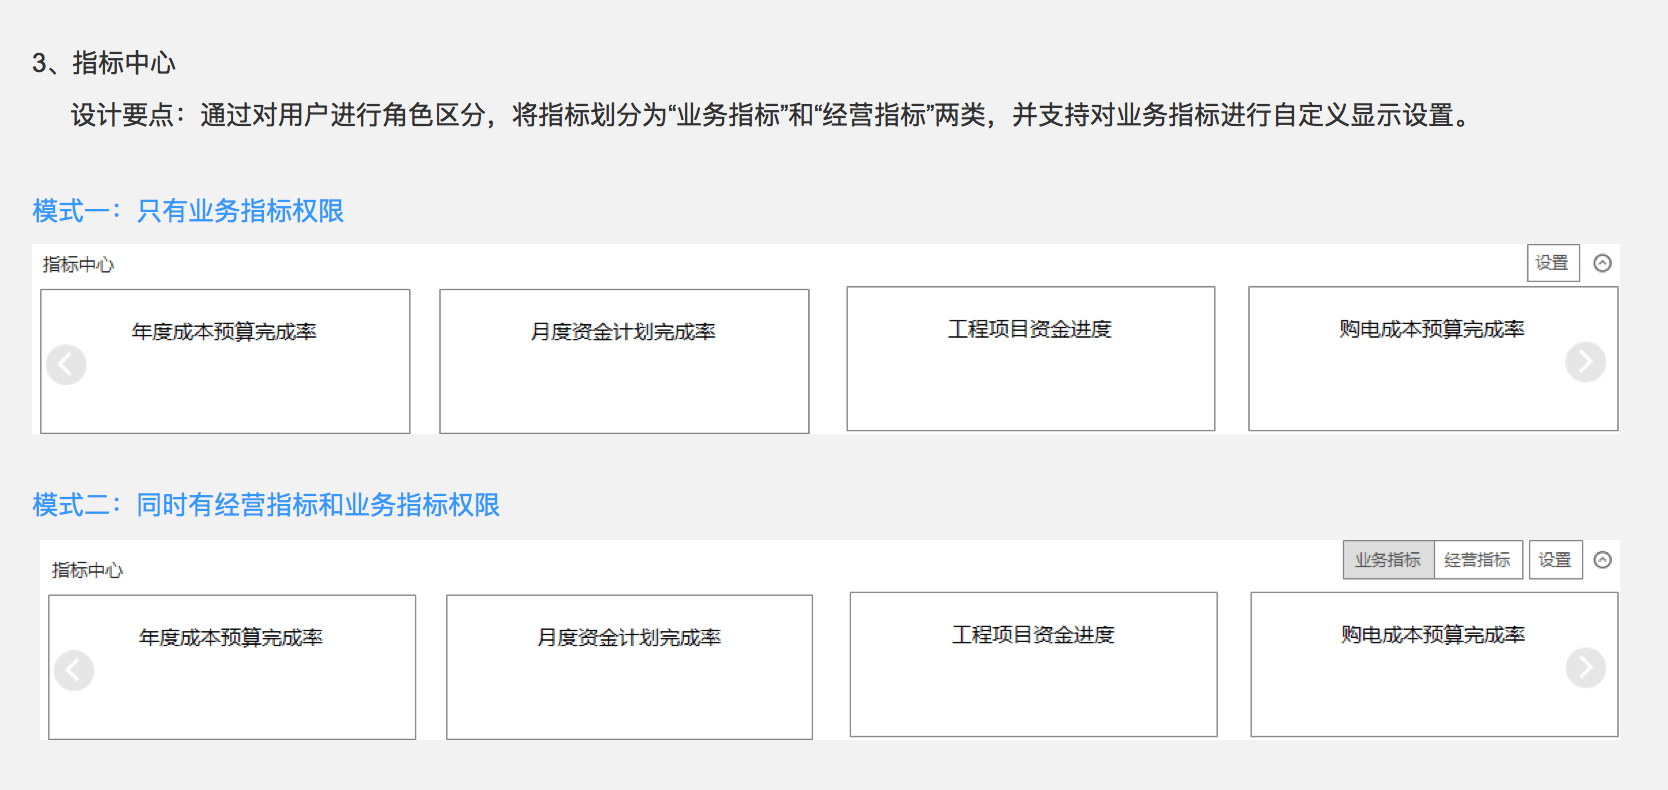 3、指标中心
设计要点：通过对用户进行角色区分，将指标划分为“业务指标”和“经营指标”两类，并支持对业务指标进行自定义显示设置。
模式一：只有业务指标权限
指标中心 设置
年度成本预算完成率 月度资金计划完成率 工程项目资金进度 购电成本预算完成率
模式二：同时有经营指标和业务指标权限
指标中心 业务指标 经营指标 设置
年度成本预算完成率 月度资金计划完成率 工程项目资金进度 购电成本预算完成率